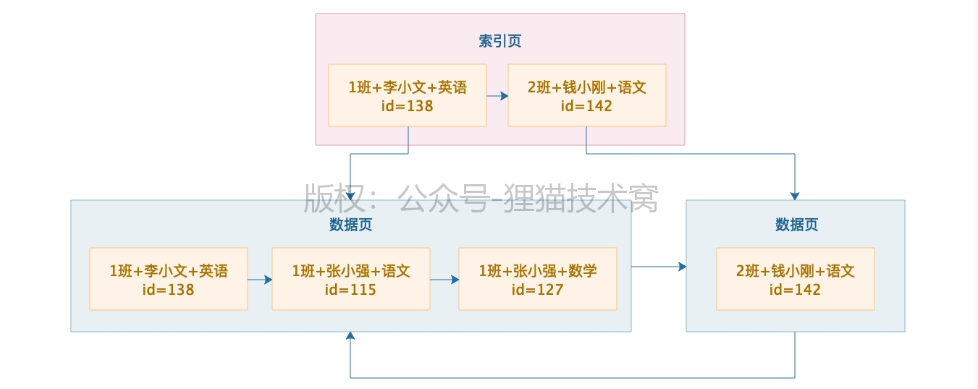 索引页
1班+李小文+英语
id=138
2班+钱小刚+语文
id=142
版权：公众号-狸猫技术窝
数据页
1班+李小文+英语
id=138
1班+张小强+语文
id=115
1班+张小强+数学
id=127
数据页
2班+钱小刚+语文
id=142